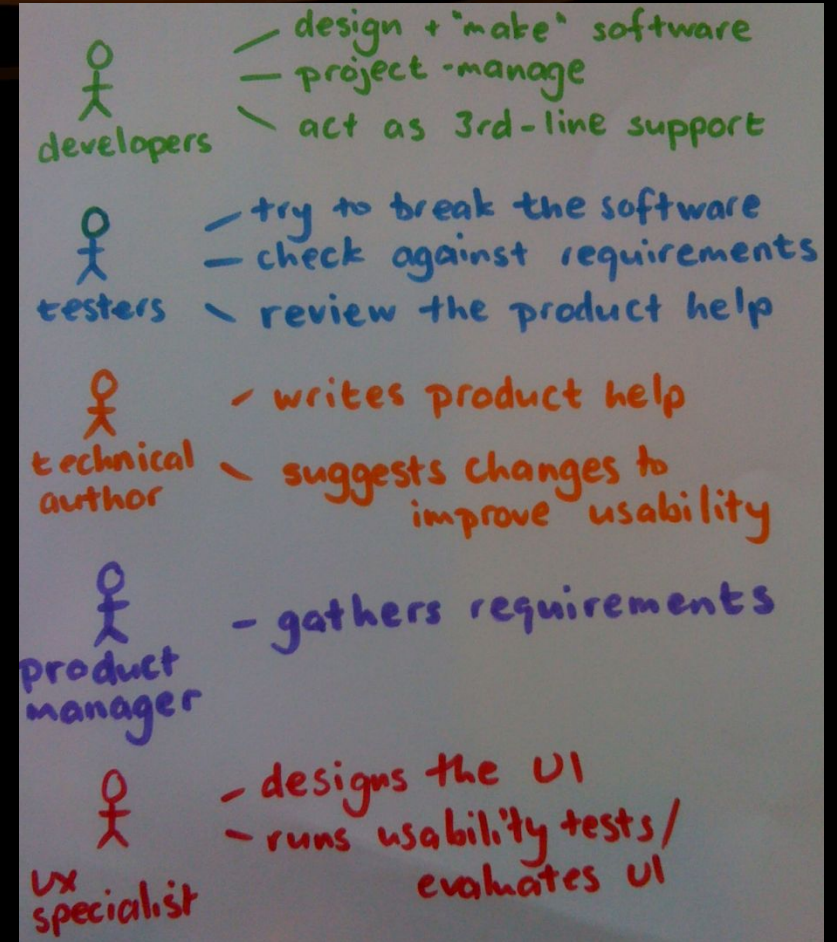 design + "make" software
project-manage
act as 3rd-line support
developers
try to break the software
check against requirements
testers
review the product help
writes product help
technical
author
suggests changes to
improve usability
gathers requirements
product
manager
designs the UI
runs usability tests/
evaluates UI
UX
specialist